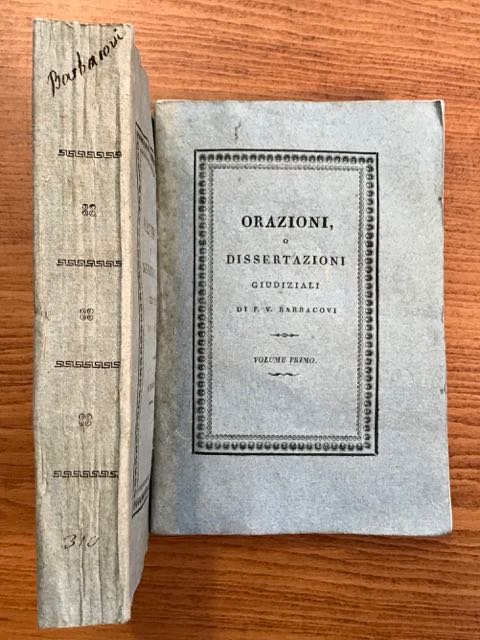 Barbacovi
310
ORAZIONI,
O
DISSERTAZIONI
GIUDIZIALI
DI F. V. BARBACOVI
VOLUME PRIMO.